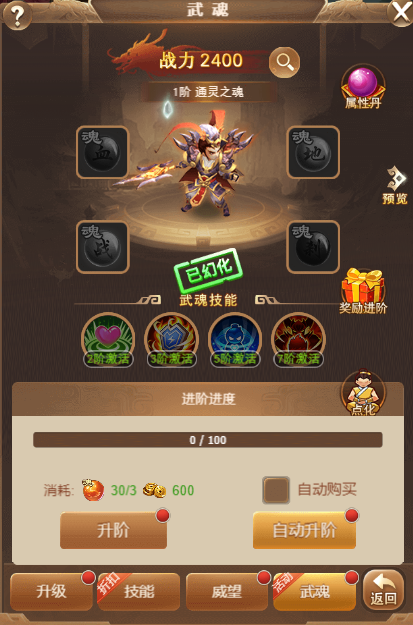 ?
武魂
战力 2400
1阶 通灵之魂
属性丹
魂 血
魂 地
预览
魂 战
魂
已幻化
武魂技能
奖励进阶
2阶激活 3阶激活 5阶激活 7阶激活
进阶进度
点化
0 / 100
消耗: 30/3 600 自动购买
升阶 自动升阶
升级 折扣 技能 威望 活动 武魂 返回